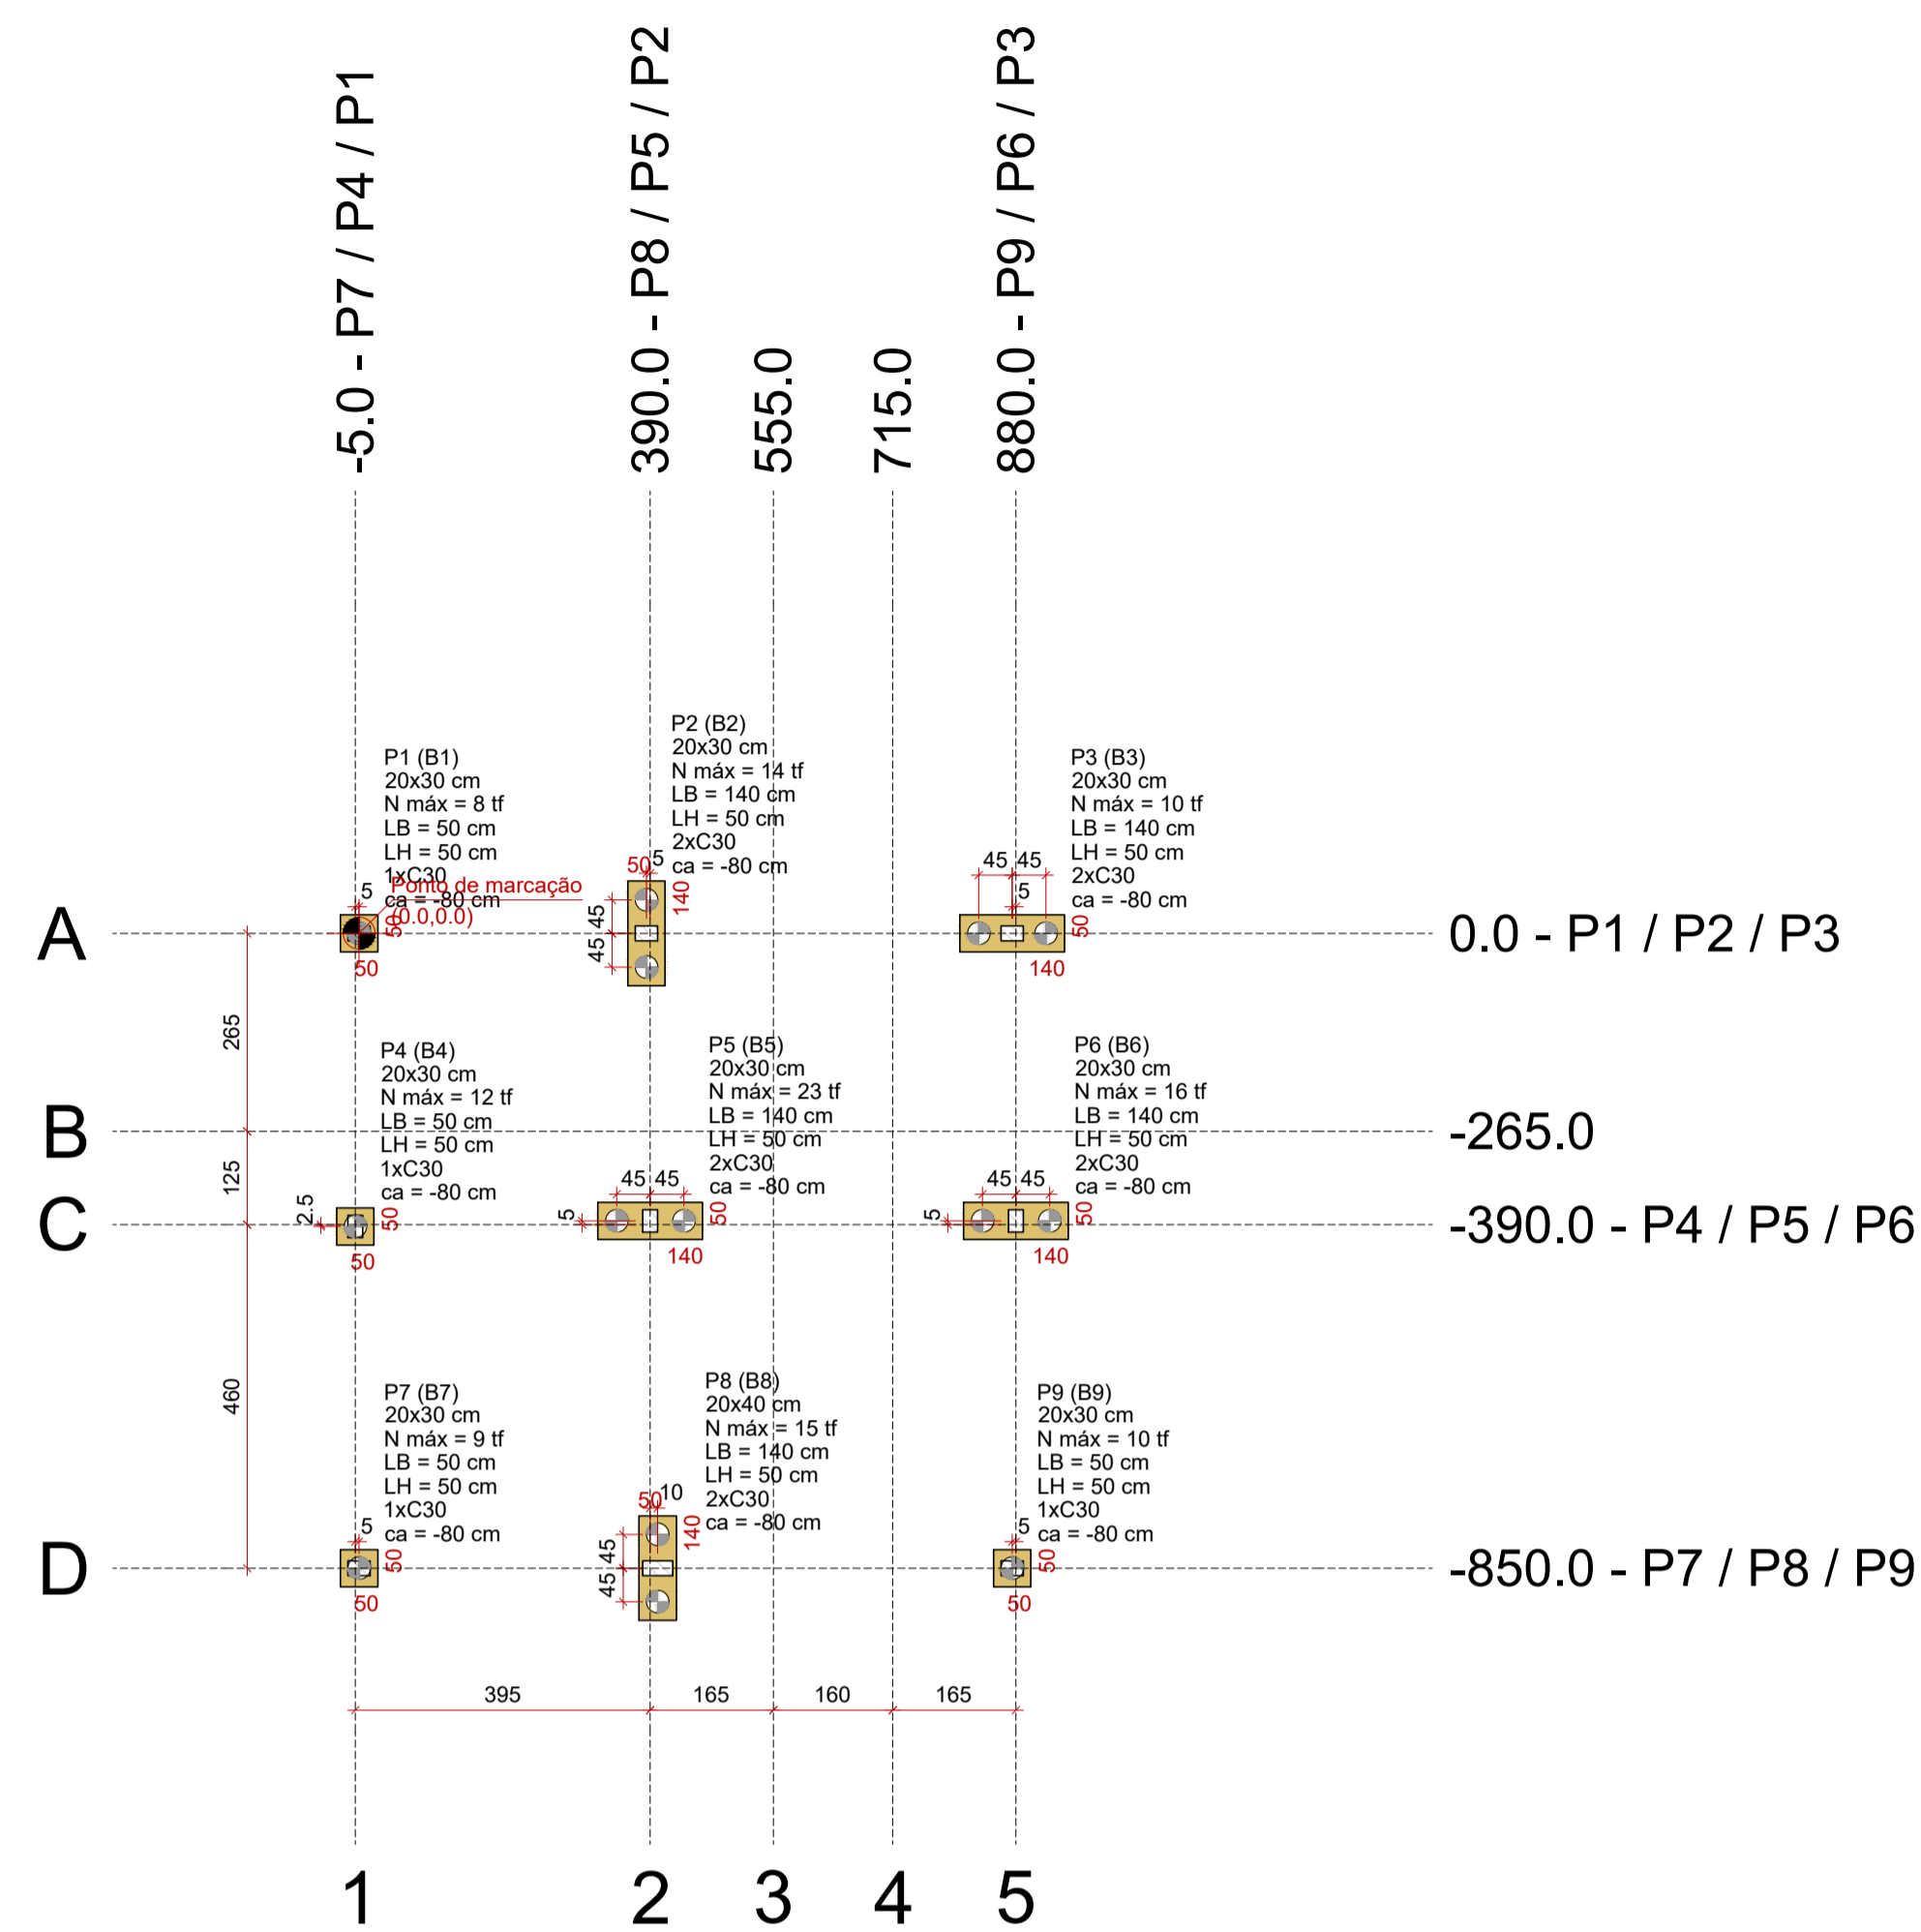 -5.0 - P7 / P4 / P1
390.0 - P8 / P5 / P2
555.0
715.0
880.0 - P9 / P6 / P3
P1 (B1)
20x30 cm
N máx = 8 tf
LB = 50 cm
LH = 50 cm
1xC30
ca = -80 cm
5
Ponto de marcação
(0.0,0.0)
50
50
P2 (B2)
20x30 cm
N máx = 14 tf
LB = 140 cm
LH = 50 cm
2xC30
ca = -80 cm
50
5
140
45
45
P3 (B3)
20x30 cm
N máx = 10 tf
LB = 140 cm
LH = 50 cm
2xC30
ca = -80 cm
45
45
5
50
140
A
0.0 - P1 / P2 / P3
265
P4 (B4)
20x30 cm
N máx = 12 tf
LB = 50 cm
LH = 50 cm
1xC30
ca = -80 cm
2.5
50
50
P5 (B5)
20x30 cm
N máx = 23 tf
LB = 140 cm
LH = 50 cm
2xC30
ca = -80 cm
45
45
5
50
140
P6 (B6)
20x30 cm
N máx = 16 tf
LB = 140 cm
LH = 50 cm
2xC30
ca = -80 cm
45
45
5
50
140
B
-265.0
125
C
-390.0 - P4 / P5 / P6
460
P7 (B7)
20x30 cm
N máx = 9 tf
LB = 50 cm
LH = 50 cm
1xC30
ca = -80 cm
5
50
50
P8 (B8)
20x40 cm
N máx = 15 tf
LB = 140 cm
LH = 50 cm
2xC30
ca = -80 cm
50
10
140
45
45
P9 (B9)
20x30 cm
N máx = 10 tf
LB = 50 cm
LH = 50 cm
1xC30
ca = -80 cm
5
50
50
D
-850.0 - P7 / P8 / P9
395
165
160
165
1
2
3
4
5